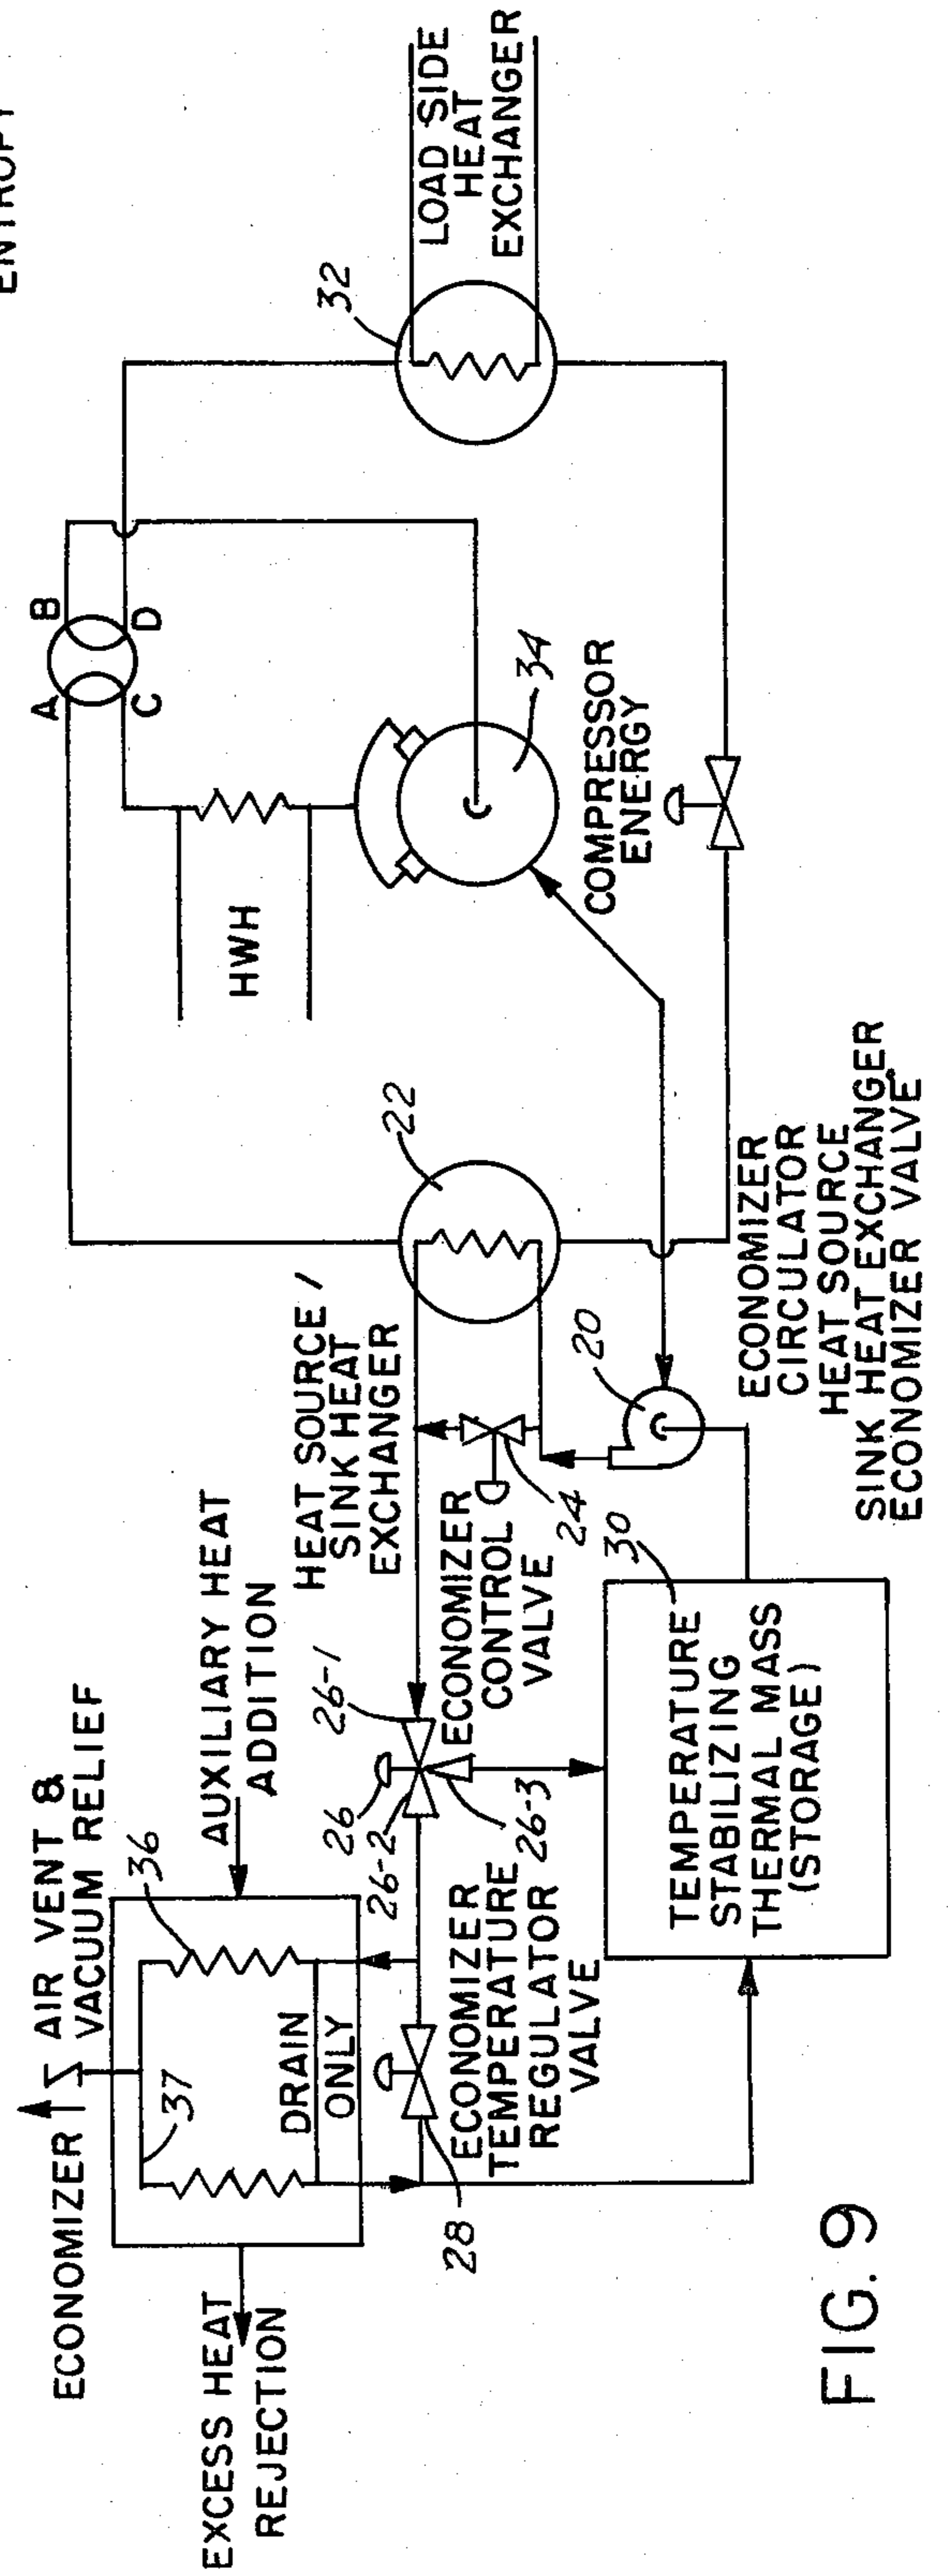 ENTROPY
ECONOMIZER
AIR VENT &
VACUUM RELIEF
EXCESS HEAT
REJECTION
37
36
DRAIN
ONLY
AUXILIARY HEAT
ADDITION
HEAT SOURCE /
SINK HEAT
EXCHANGER
22
26
26-1
26-2
26-3
28
ECONOMIZER
TEMPERATURE
REGULATOR
VALVE
ECONOMIZER
CONTROL
VALVE
24
20
30
TEMPERATURE
STABILIZING
THERMAL MASS
(STORAGE)
ECONOMIZER
CIRCULATOR
HEAT SOURCE
SINK HEAT EXCHANGER
ECONOMIZER VALVE
HWH
A
B
C
D
34
COMPRESSOR
ENERGY
32
LOAD SIDE
HEAT
EXCHANGER
FIG. 9